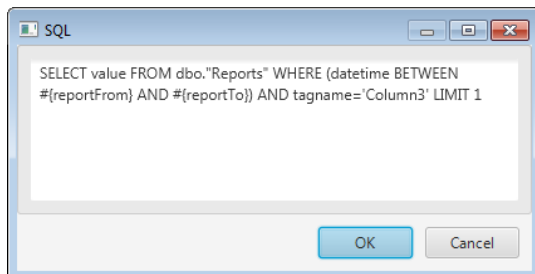 SQL
SELECT value FROM dbo."Reports" WHERE (datetime BETWEEN
#{reportFrom} AND #{reportTo}) AND tagname='Column3' LIMIT 1
OK
Cancel